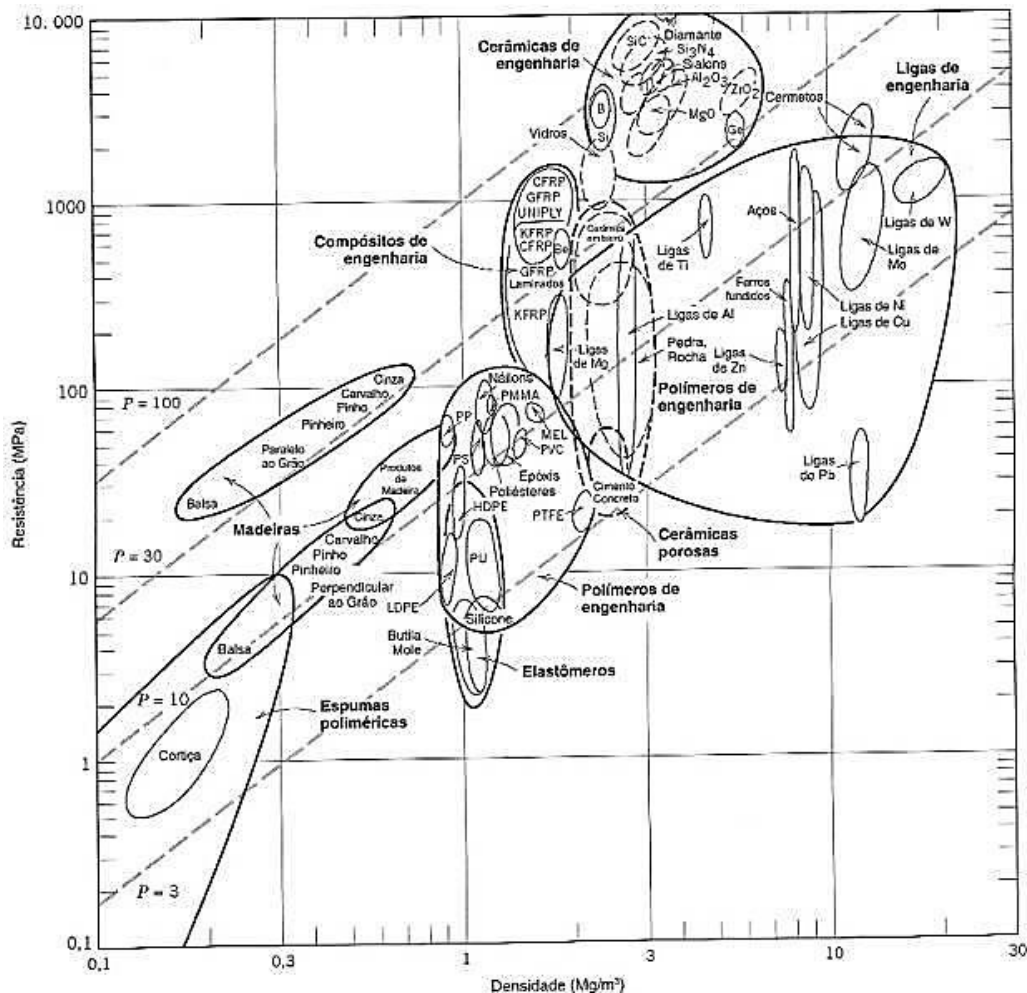 10. 000
1000
100
10
1
0,1
Resistência (MPa)
0,1
0,3
1
3
10
30
Densidade (Mg/m³)
P = 100
P = 30
P = 10
P = 3
Cerâmicas de
engenharia
SiC
Diamante
Si₃N₄
Sialons
Al₂O₃
ZrO₂
MgO
B
Si
Ge
Vidros
Cermetos
Ligas de
engenharia
CFRP
GFRP
UNIPLY
KFRP
CFRP
Be
GFRP
Laminados
KFRP
Compósitos de
engenharia
Cerâmica
Ligas
de Ti
Aços
Ligas de W
Ligas de
Mo
Ferros
fundidos
Ligas de Ni
Ligas de Cu
Ligas de Al
Ligas
de Mg
Pedra,
Rocha
Ligas
de Zn
Polímeros de
engenharia
Cinza
Carvalho
Pinho
Pinheiro
Paralelo
ao Grão
Balsa
Madeiras
Produtos
de
Madeira
Cinza
Carvalho
Pinho
Pinheiro
Perpendicular
ao Grão
Balsa
Náilons
PP
PMMA
PS
MEL
PVC
Epóxis
Poliésteres
HDPE
PU
LDPE
Silicone
Butila
Mole
Elastômeros
Polímeros de
engenharia
PTFE
Cimento
Concreto
Cerâmicas
porosas
Ligas
do Pb
Espumas
poliméricas
Cortiça